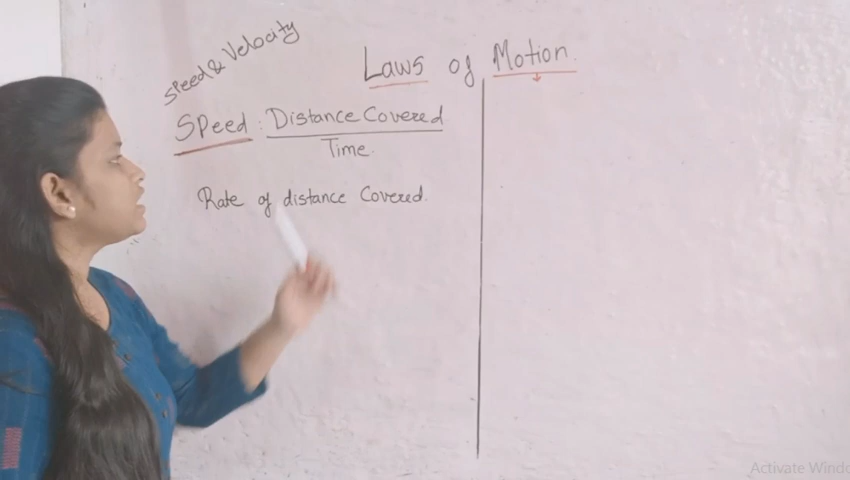 Speed & Velocity
Laws of Motion
SPeed : Distance Covered
Time.
Rate of distance Covered.
Activate Windo